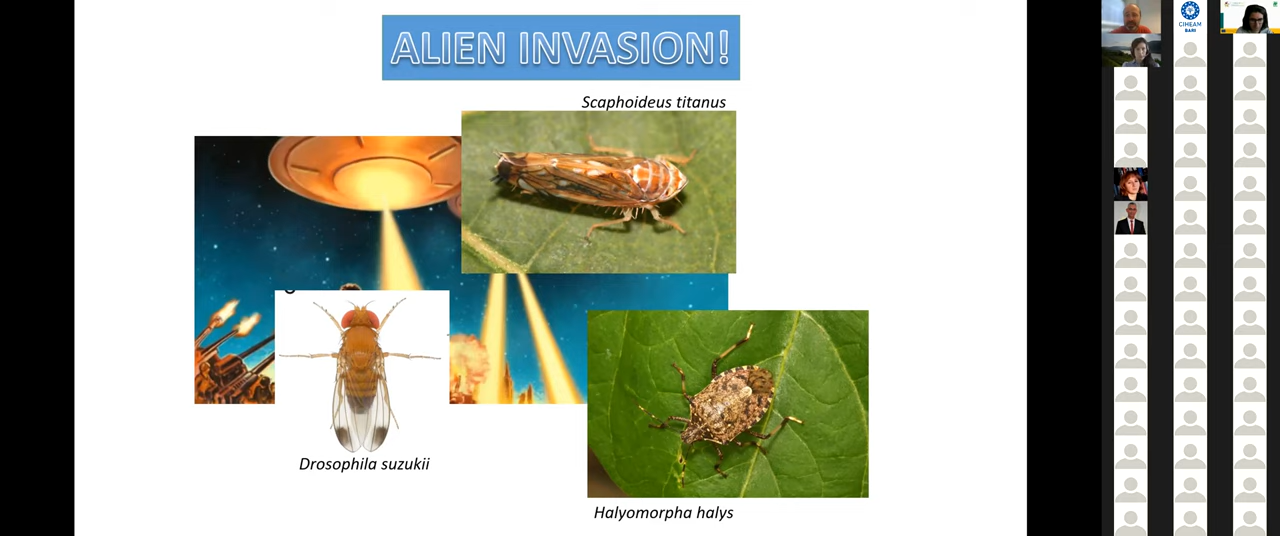 ALIEN INVASION!
Scaphoideus titanus
Drosophila suzukii
Halyomorpha halys
CIHEAM
BARI